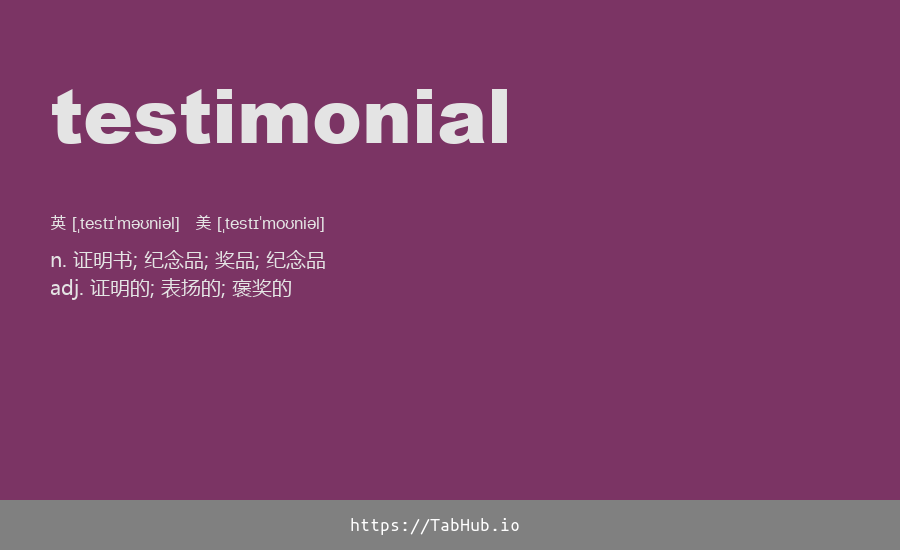 testimonial
英 [ˌtestɪˈməʊniəl] 美 [ˌtestɪˈmoʊniəl]
n. 证明书; 纪念品; 奖品; 纪念品
adj. 证明的; 表扬的; 褒奖的
https://TabHub.io